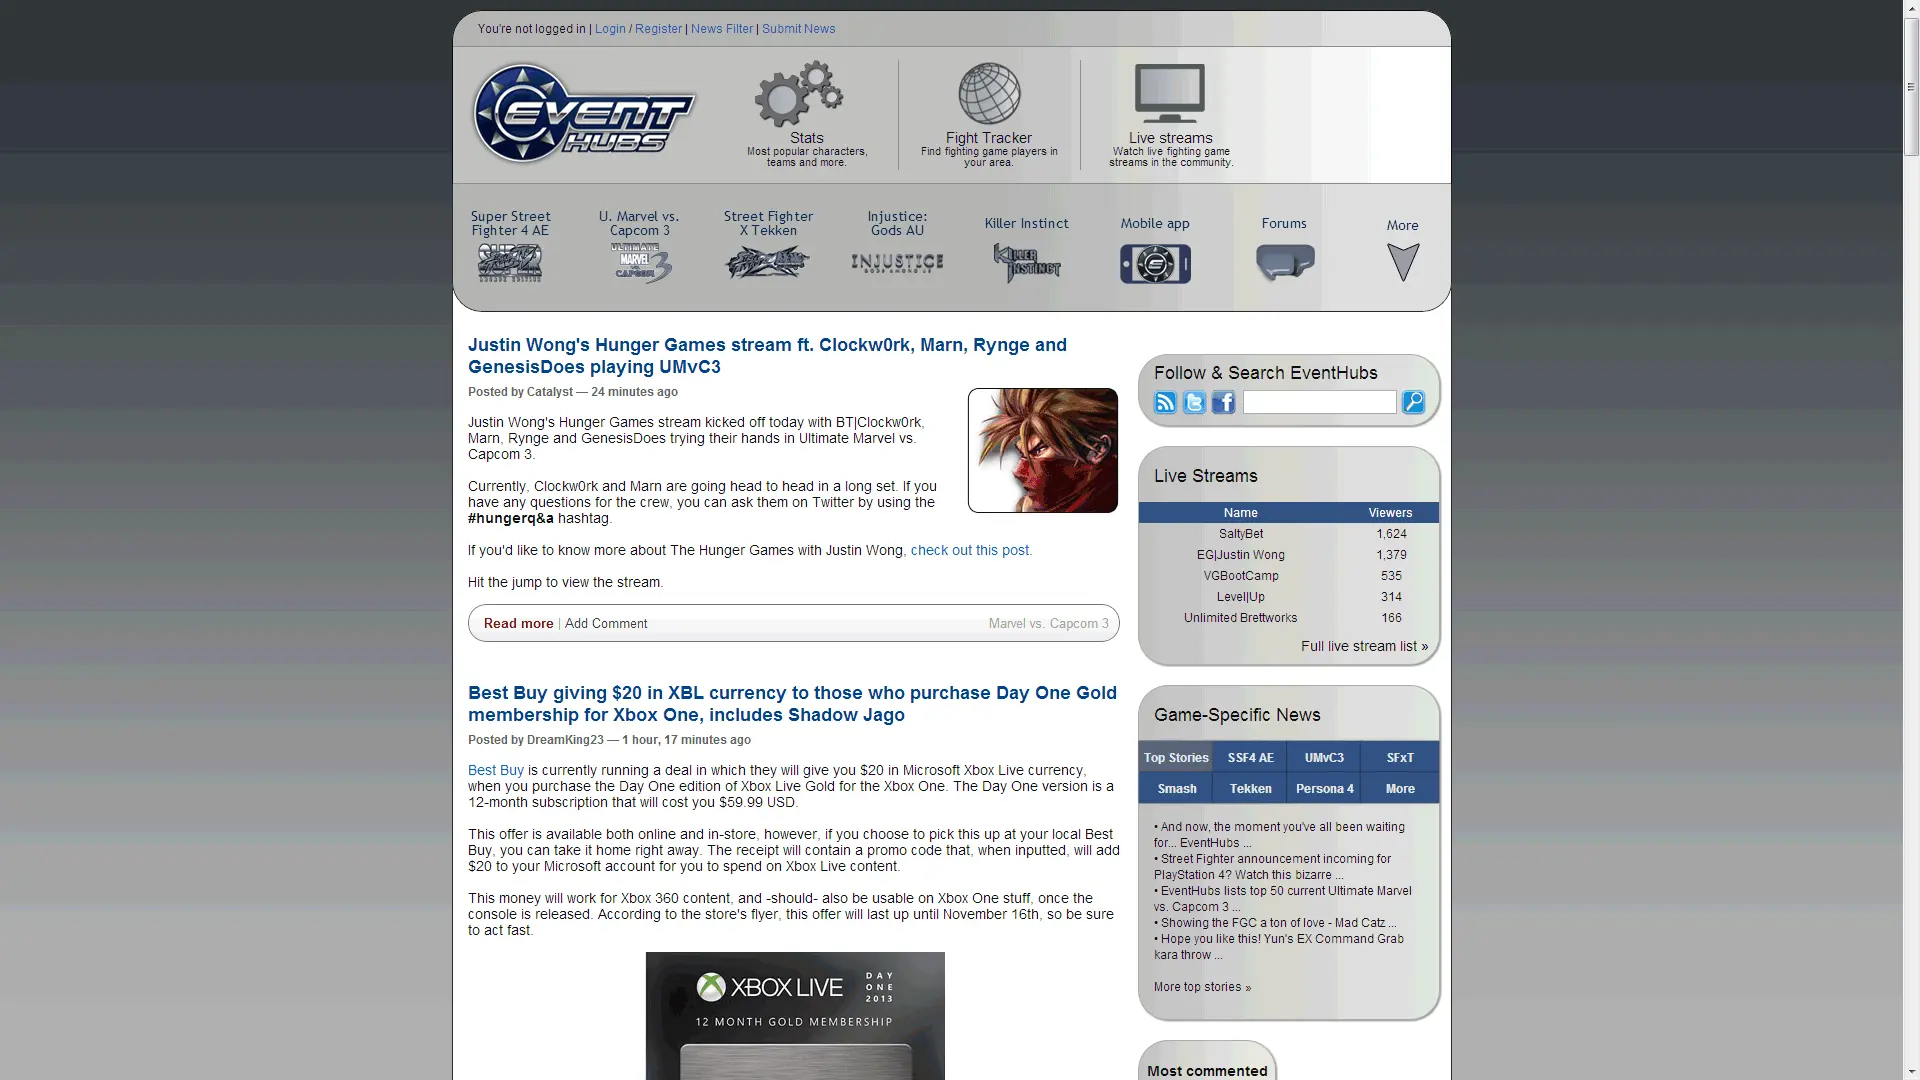 You're not logged in | Login / Register | News Filter | Submit News
EVENT
HUBS
Stats
Most popular characters,
teams and more.
Fight Tracker
Find fighting game players in
your area.
Live streams
Watch live fighting game
streams in the community.
Super Street
Fighter 4 AE
U. Marvel vs.
Capcom 3
ULTIMATE
MARVEL
VS.
CAPCOM 3
Street Fighter
X Tekken
Injustice:
Gods AU
INJUSTICE
GODS AMONG US
Killer Instinct
KILLER
INSTINCT
Mobile app
Forums
More
Justin Wong's Hunger Games stream ft. Clockw0rk, Marn, Rynge and
GenesisDoes playing UMvC3
Posted by Catalyst — 24 minutes ago
Justin Wong's Hunger Games stream kicked off today with BT|Clockw0rk,
Marn, Rynge and GenesisDoes trying their hands in Ultimate Marvel vs.
Capcom 3.
Currently, Clockw0rk and Marn are going head to head in a long set. If you
have any questions for the crew, you can ask them on Twitter by using the
#hungerq&a hashtag.
If you'd like to know more about The Hunger Games with Justin Wong, check out this post.
Hit the jump to view the stream.
Read more | Add Comment
Marvel vs. Capcom 3
Best Buy giving $20 in XBL currency to those who purchase Day One Gold
membership for Xbox One, includes Shadow Jago
Posted by DreamKing23 — 1 hour, 17 minutes ago
Best Buy is currently running a deal in which they will give you $20 in Microsoft Xbox Live currency,
when you purchase the Day One edition of Xbox Live Gold for the Xbox One. The Day One version is a
12-month subscription that will cost you $59.99 USD.
This offer is available both online and in-store, however, if you choose to pick this up at your local Best
Buy, you can take it home right away. The receipt will contain a promo code that, when inputted, will add
$20 to your Microsoft account for you to spend on Xbox Live content.
This money will work for Xbox 360 content, and -should- also be usable on Xbox One stuff, once the
console is released. According to the store's flyer, this offer will last up until November 16th, so be sure
to act fast.
XBOX LIVE
DAY
ONE
2013
12 MONTH GOLD MEMBERSHIP
Follow & Search EventHubs
Live Streams
Name Viewers
SaltyBet 1,624
EG|Justin Wong 1,379
VGBootCamp 535
Level|Up 314
Unlimited Brettworks 166
Full live stream list »
Game-Specific News
Top Stories SSF4 AE UMvC3 SFxT
Smash Tekken Persona 4 More
• And now, the moment you've all been waiting
for... EventHubs ...
• Street Fighter announcement incoming for
PlayStation 4? Watch this bizarre ...
• EventHubs lists top 50 current Ultimate Marvel
vs. Capcom 3 ...
• Showing the FGC a ton of love - Mad Catz ...
• Hope you like this! Yun's EX Command Grab
kara throw ...
More top stories »
Most commented